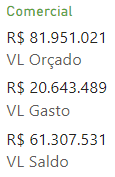 Comercial
R$ 81.951.021
VL Orçado
R$ 20.643.489
VL Gasto
R$ 61.307.531
VL Saldo